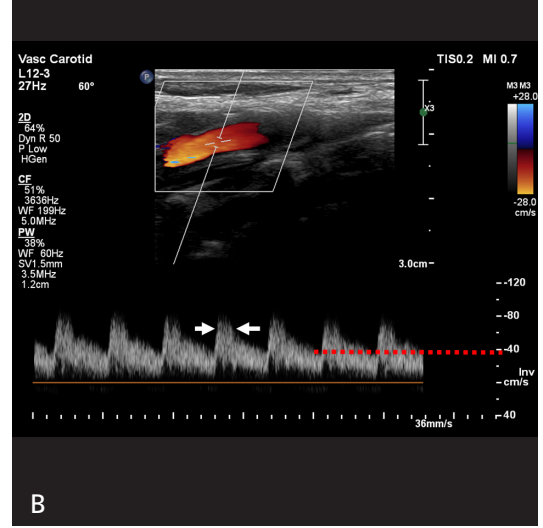 Vasc Carotid
L12-3
27Hz 60°
TIS0.2 MI 0.7
P
X3
M3 M3
+28.0
-28.0
cm/s
2D
64%
Dyn R 50
P Low
HGen
CF
51%
3636Hz
WF 199Hz
5.0MHz
PW
38%
WF 60Hz
SV1.5mm
3.5MHz
1.2cm
3.0cm
-120
-80
-40
Inv
cm/s
40
36mm/s
B